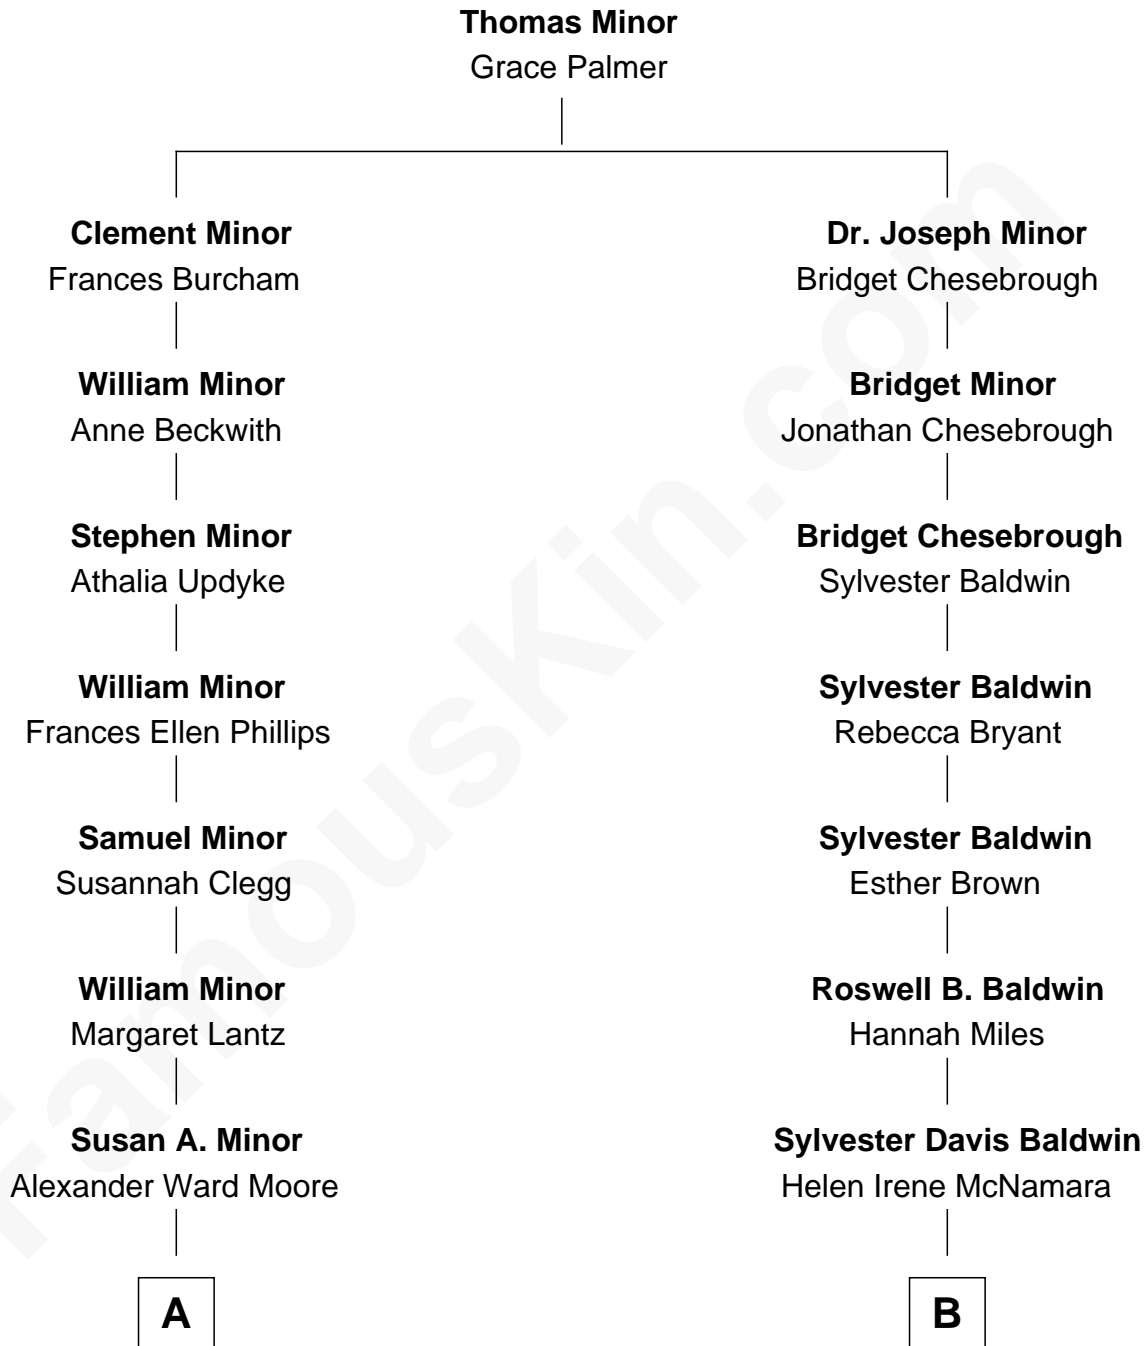 Thomas Minor
Grace Palmer
Clement Minor
Frances Burcham
Dr. Joseph Minor
Bridget Chesebrough
William Minor
Anne Beckwith
Bridget Minor
Jonathan Chesebrough
Stephen Minor
Athalia Updyke
Bridget Chesebrough
Sylvester Baldwin
William Minor
Frances Ellen Phillips
Sylvester Baldwin
Rebecca Bryant
Samuel Minor
Susannah Clegg
Sylvester Baldwin
Esther Brown
William Minor
Margaret Lantz
Roswell B. Baldwin
Hannah Miles
Susan A. Minor
Alexander Ward Moore
Sylvester Davis Baldwin
Helen Irene McNamara
A
B
FamousKin.com